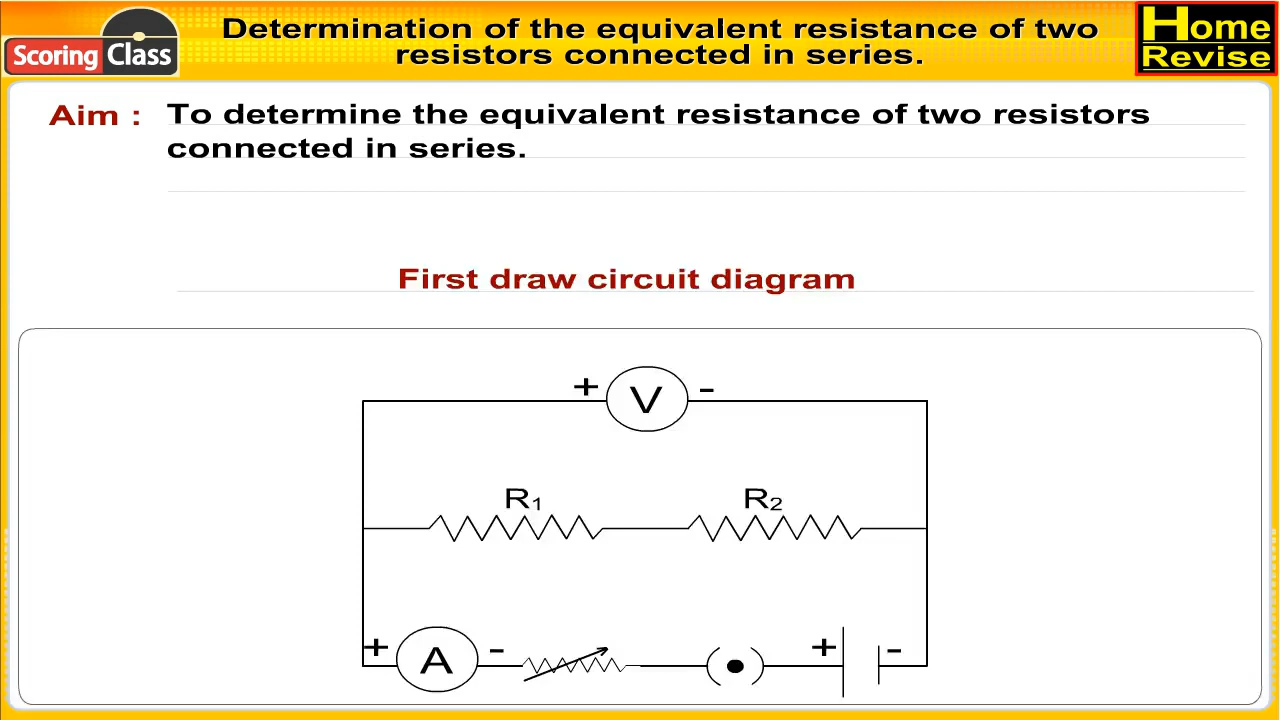 Scoring Class
Determination of the equivalent resistance of two
resistors connected in series.
Home
Revise
Aim : To determine the equivalent resistance of two resistors
connected in series.
First draw circuit diagram
+ V -
R1 R2
+ A - + -